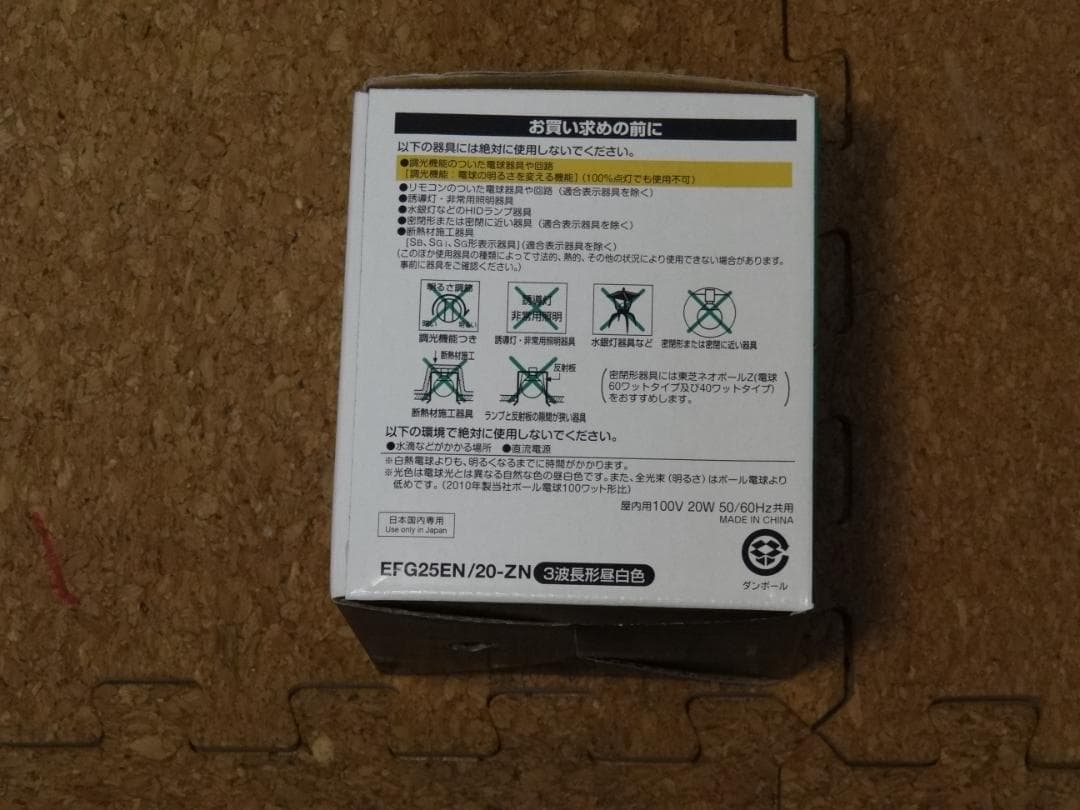 お買い求めの前に
以下の器具には絶対に使用しないでください。
●調光機能のついた電球器具や回路
[調光機能：電球の明るさを変える機能] (100%点灯でも使用不可)
●リモコンのついた電球器具や回路（適合表示器具を除く）
●誘導灯・非常用照明器具
●水銀灯などのHIDランプ器具
●密閉形または密閉に近い器具（適合表示器具を除く）
●断熱材施工器具
[SB、SGI、SG形表示器具] (適合表示器具を除く)
(このほか使用器具の種類によって寸法的、熱的、その他の状況により使用できない場合があります。
事前に器具をご確認ください。)
明るさ調節
暗い 明るい
調光機能つき
誘導灯
非常用照明
誘導灯・非常用照明器具
水銀灯器具など
密閉形または密閉に近い器具
断熱材施工
断熱材施工器具
反射板
ランプと反射板の隙間が狭い器具
密閉形器具には東芝ネオボールZ(電球
60ワットタイプ及び40ワットタイプ)
をおすすめします。
以下の環境で絶対に使用しないでください。
●水滴などがかかる場所 ●直流電源
※白熱電球よりも、明るくなるまでに時間がかかります。
※光色は電球光とは異なる自然な色の昼白色です。また、全光束（明るさ）はボール電球より
低めです。（2010年製当社ボール電球100ワット形比）
屋内用100V 20W 50/60Hz共用
MADE IN CHINA
日本国内専用
Use only in Japan
EFG25EN/20-ZN 3波長形昼白色
ダンボール